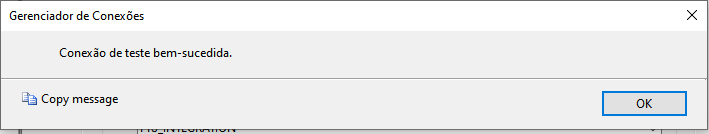 Gerenciador de Conexões
Conexão de teste bem-sucedida.
Copy message
OK